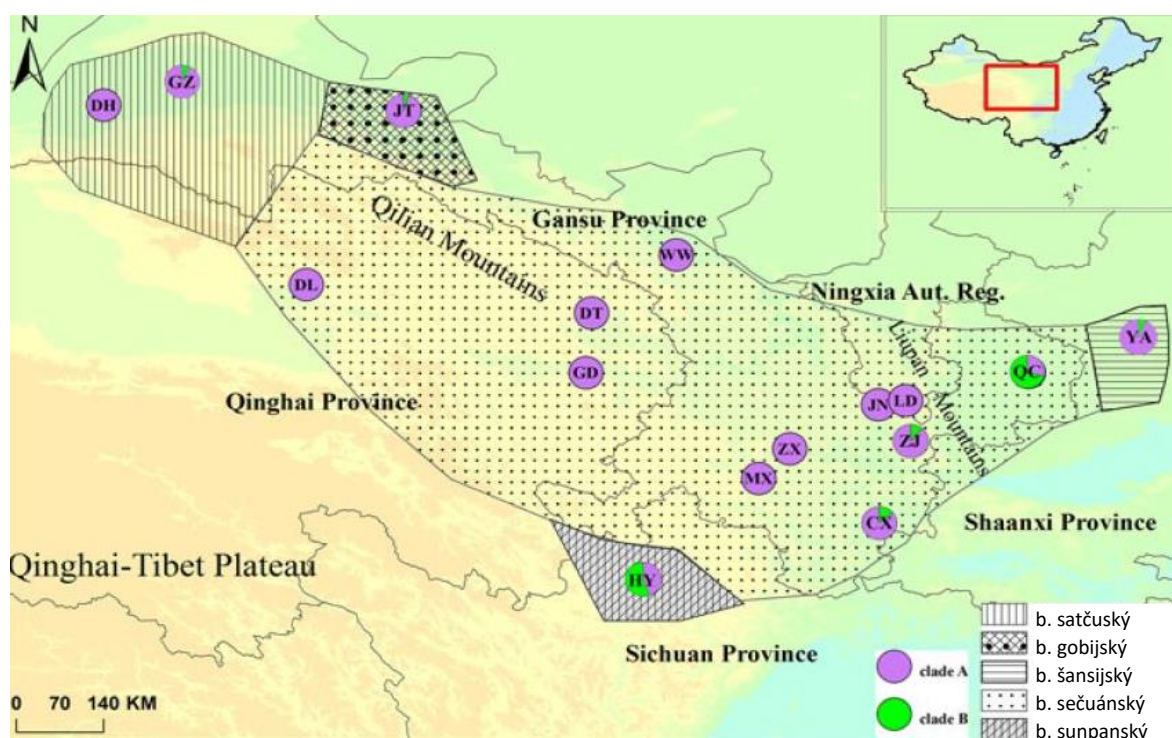 N
GZ
DH
JT
Qilian Mountains
Gansu Province
WW
DL
DT
Ningxia Aut. Reg.
GD
Liupan Mountains
YA
QC
Qinghai Province
JN
LD
ZJ
ZX
MX
CX
Shaanxi Province
Qinghai-Tibet Plateau
HY
Sichuan Province
clade A
clade B
b. satčuský
b. gobijský
b. šansijský
b. sečuánský
b. sunpanský
0 70 140 KM